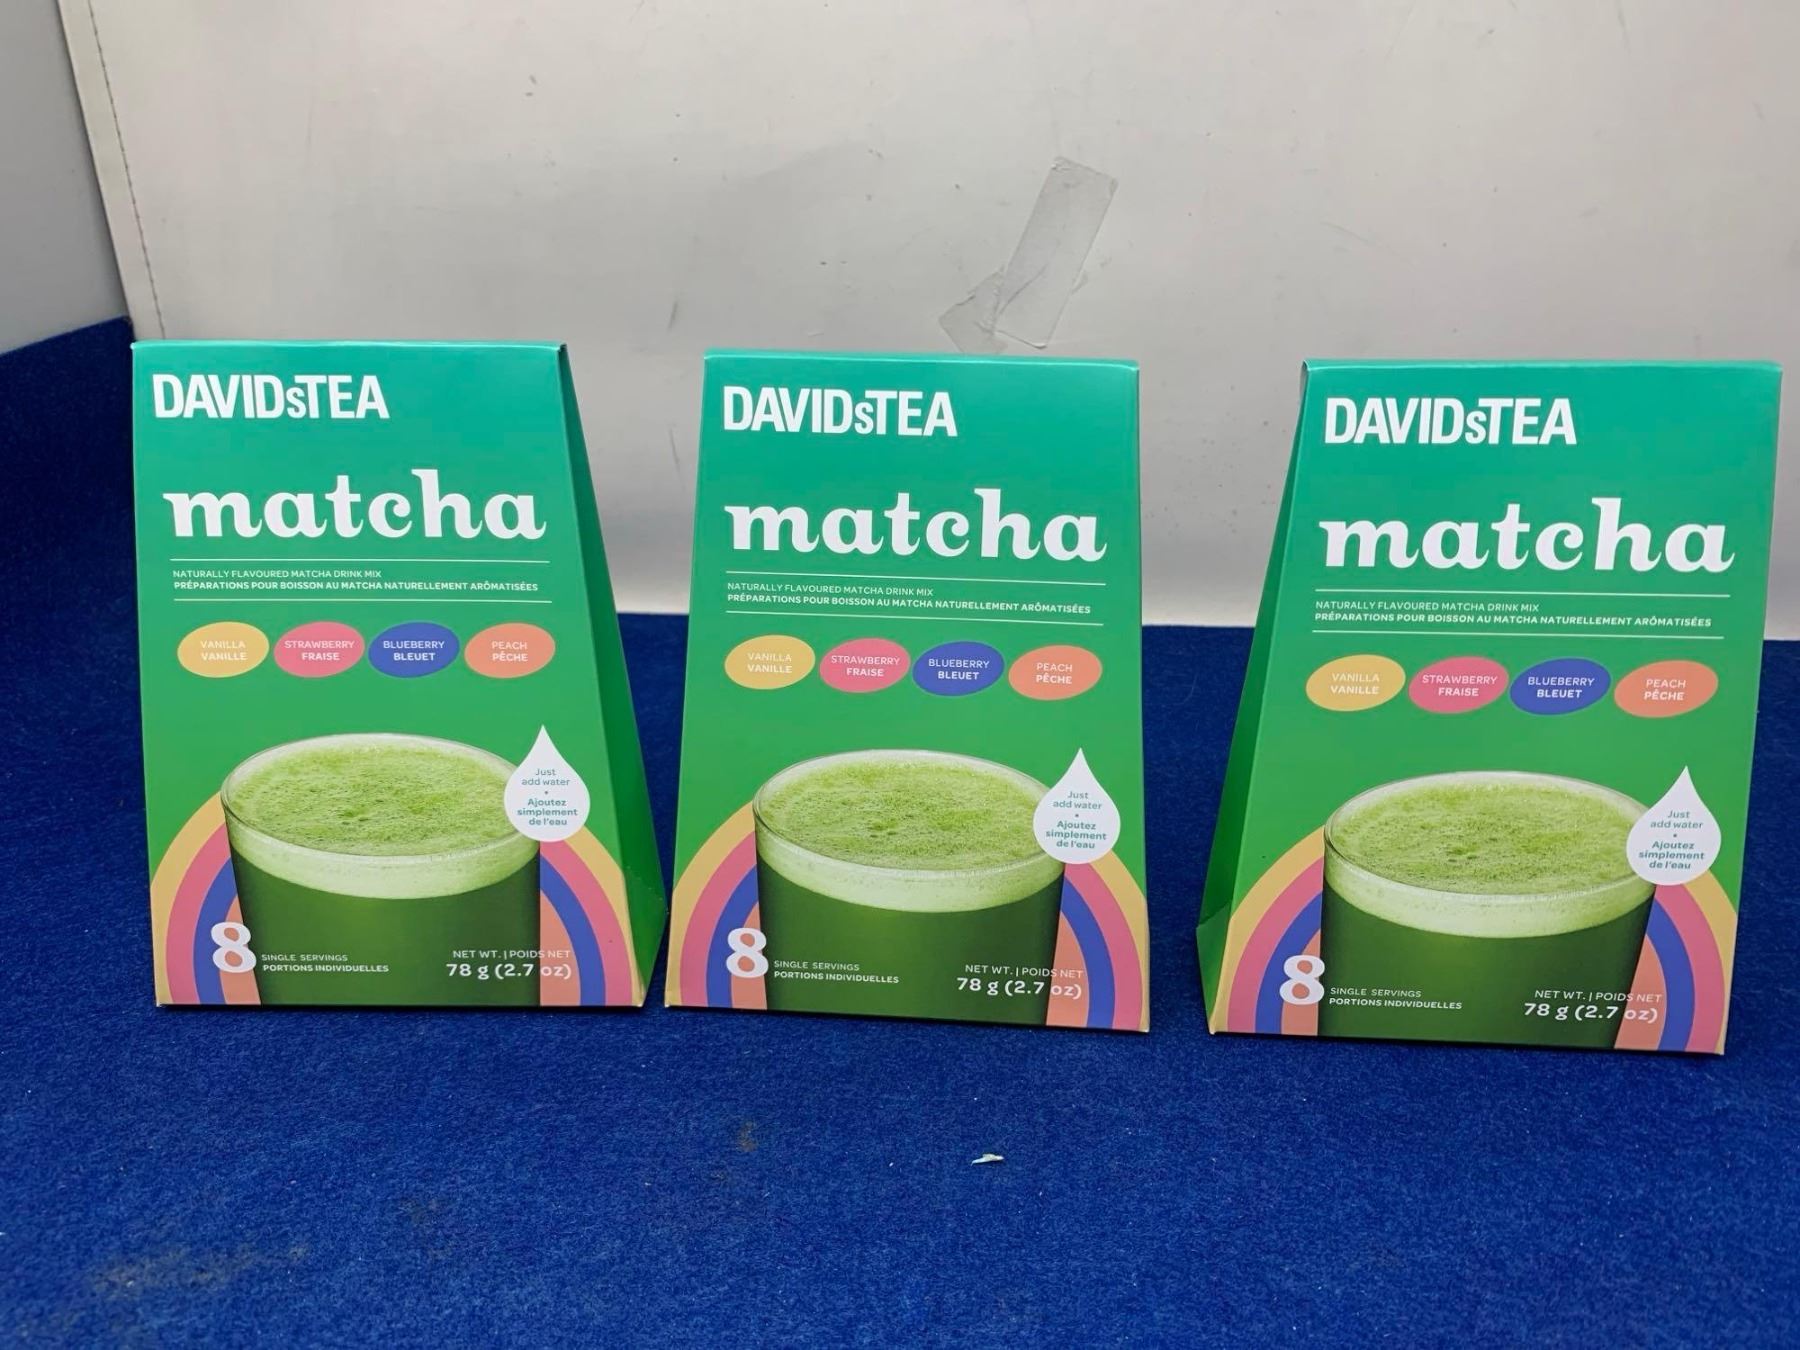 DAVIDsTEA
matcha
NATURALLY FLAVOURED MATCHA DRINK MIX
PRÉPARATIONS POUR BOISSON AU MATCHA NATURELLEMENT ARÔMATISÉES
VANILLA
VANILLE
STRAWBERRY
FRAISE
BLUEBERRY
BLEUET
PEACH
PÊCHE
Just
add water
•
Ajoutez
simplement
de l'eau
8
SINGLE SERVINGS
PORTIONS INDIVIDUELLES
NET WT. | POIDS NET
78 g (2.7 oz)
DAVIDsTEA
matcha
NATURALLY FLAVOURED MATCHA DRINK MIX
PRÉPARATIONS POUR BOISSON AU MATCHA NATURELLEMENT ARÔMATISÉES
VANILLA
VANILLE
STRAWBERRY
FRAISE
BLUEBERRY
BLEUET
PEACH
PÊCHE
Just
add water
•
Ajoutez
simplement
de l'eau
8
SINGLE SERVINGS
PORTIONS INDIVIDUELLES
NET WT. | POIDS NET
78 g (2.7 oz)
DAVIDsTEA
matcha
NATURALLY FLAVOURED MATCHA DRINK MIX
PRÉPARATIONS POUR BOISSON AU MATCHA NATURELLEMENT ARÔMATISÉES
VANILLA
VANILLE
STRAWBERRY
FRAISE
BLUEBERRY
BLEUET
PEACH
PÊCHE
Just
add water
•
Ajoutez
simplement
de l'eau
8
SINGLE SERVINGS
PORTIONS INDIVIDUELLES
NET WT. | POIDS NET
78 g (2.7 oz)